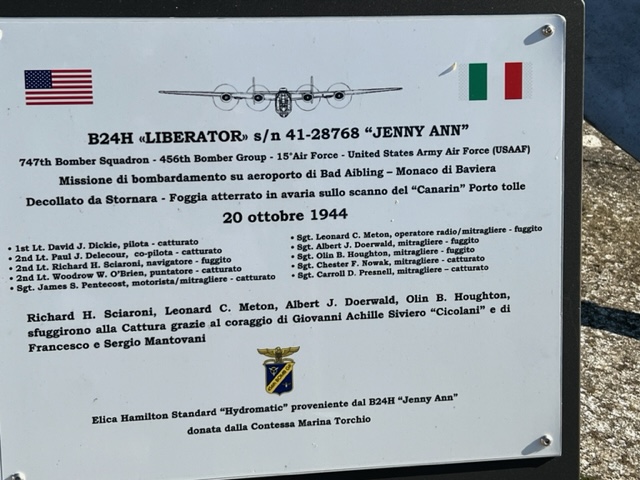 B24H «LIBERATOR» s/n 41-28768 “JENNY ANN”
747th Bomber Squadron - 456th Bomber Group - 15°Air Force - United States Army Air Force (USAAF)
Missione di bombardamento su aeroporto di Bad Aibling – Monaco di Baviera
Decollato da Stornara - Foggia atterrato in avaria sullo scanno del “Canarin” Porto tolle
20 ottobre 1944
• 1st Lt. David J. Dickie, pilota - catturato
• 2nd Lt. Paul J. Delecour, co-pilota - catturato
• 2nd Lt. Richard H. Sciaroni, navigatore - fuggito
• 2nd Lt. Woodrow W. O’Brien, puntatore - catturato
• Sgt. James S. Pentecost, motorista/mitragliere - catturato
• Sgt. Leonard C. Meton, operatore radio/mitragliere - fuggito
• Sgt. Albert J. Doerwald, mitragliere - fuggito
• Sgt. Olin B. Houghton, mitragliere - fuggito
• Sgt. Chester F. Nowak, mitragliere - catturato
• Sgt. Carroll D. Presnell, mitragliere – catturato
Richard H. Sciaroni, Leonard C. Meton, Albert J. Doerwald, Olin B. Houghton,
sfuggirono alla Cattura grazie al coraggio di Giovanni Achille Siviero “Cicolani” e di
Francesco e Sergio Mantovani
Elica Hamilton Standard “Hydromatic” proveniente dal B24H “Jenny Ann”
donata dalla Contessa Marina Torchio